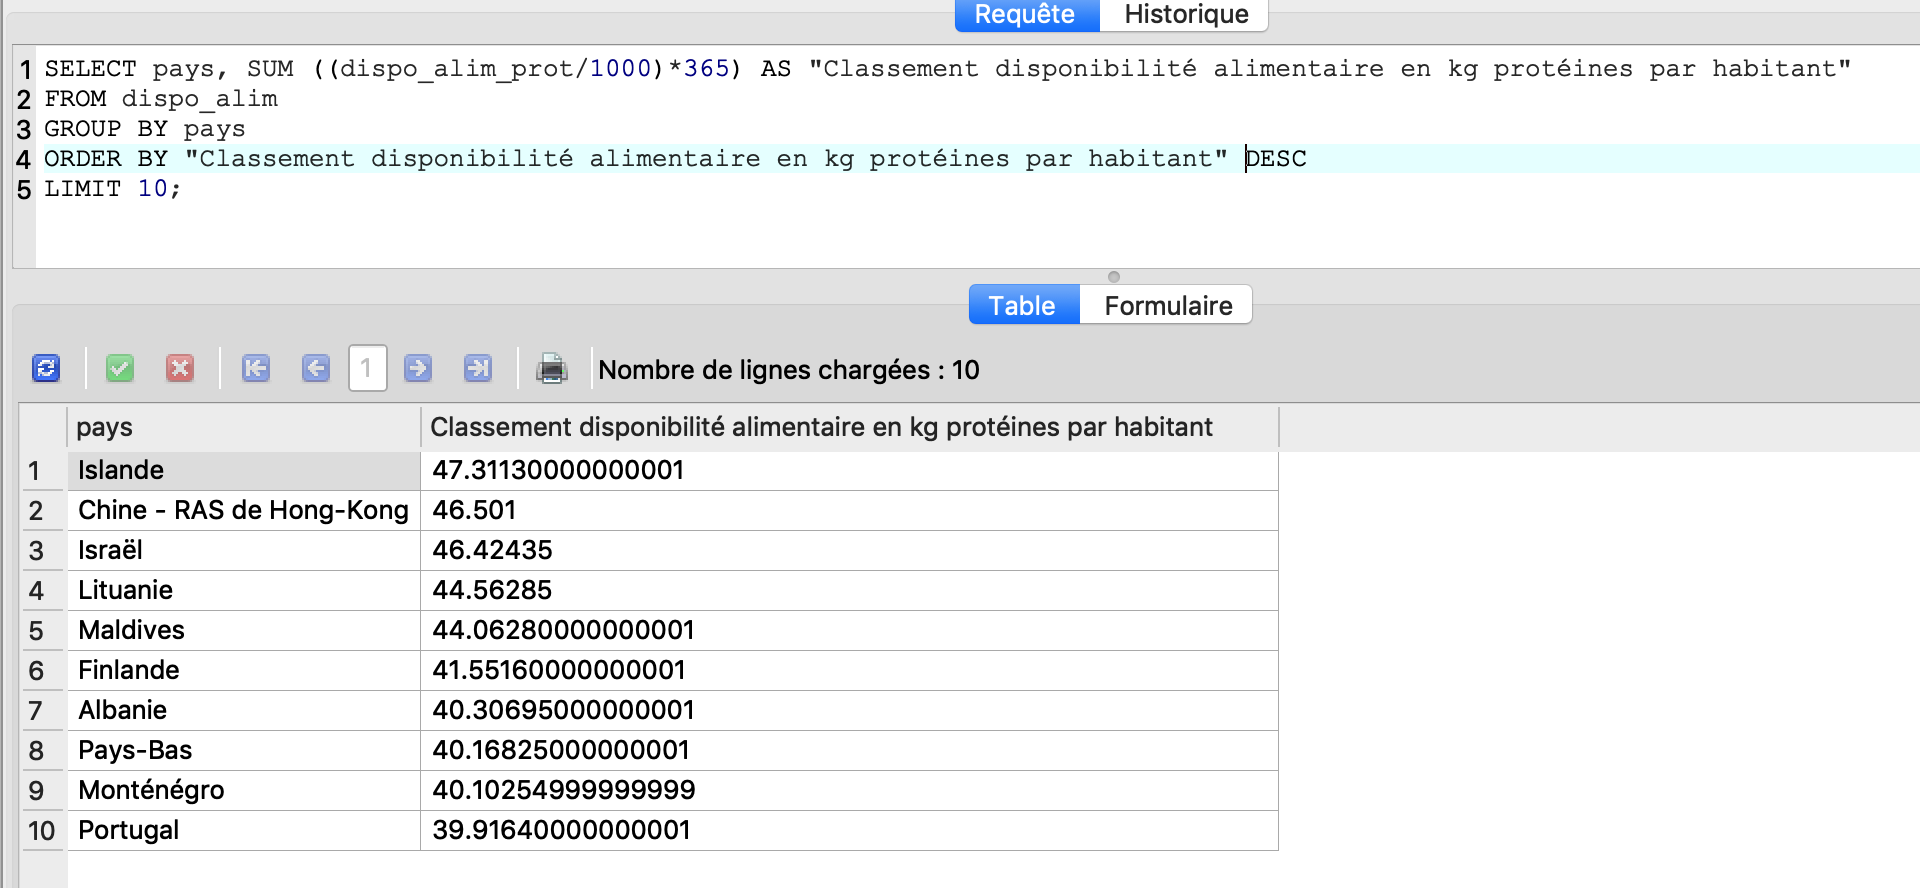 Requête Historique
1 SELECT pays, SUM ((dispo_alim_prot/1000)*365) AS "Classement disponibilité alimentaire en kg protéines par habitant"
2 FROM dispo_alim
3 GROUP BY pays
4 ORDER BY "Classement disponibilité alimentaire en kg protéines par habitant" DESC
5 LIMIT 10;
Table Formulaire
1 Nombre de lignes chargées : 10
pays Classement disponibilité alimentaire en kg protéines par habitant
1 Islande 47.31130000000001
2 Chine - RAS de Hong-Kong 46.501
3 Israël 46.42435
4 Lituanie 44.56285
5 Maldives 44.06280000000001
6 Finlande 41.55160000000001
7 Albanie 40.30695000000001
8 Pays-Bas 40.16825000000001
9 Monténégro 40.10254999999999
10 Portugal 39.91640000000001